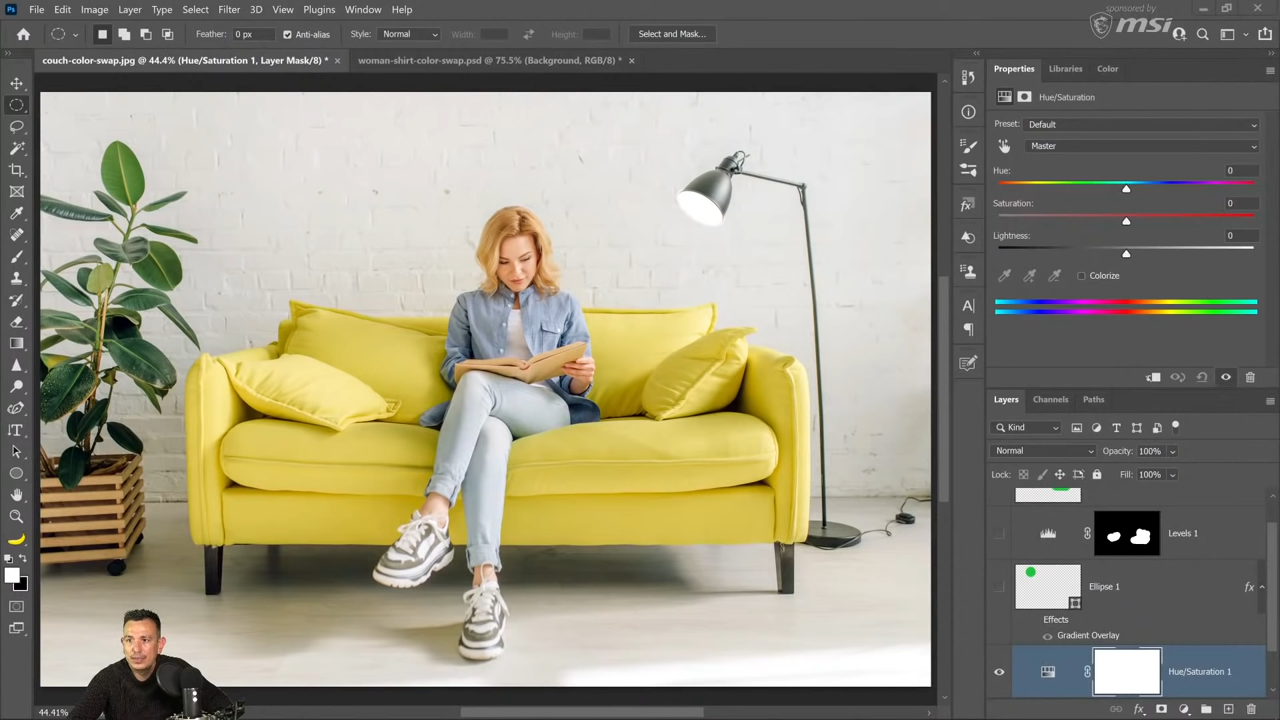 Ps File Edit Image Layer Type Select Filter 3D View Plugins Window Help
sponsored by
msi
Feather: 0 px Anti-alias Style: Normal Width: Height: Select and Mask...
couch-color-swap.jpg @ 44.4% (Hue/Saturation 1, Layer Mask/8) * × woman-shirt-color-swap.psd @ 75.5% (Background, RGB/8) * ×
Properties Libraries Color
Hue/Saturation
Preset: Default
Master
Hue: 0
Saturation: 0
Lightness: 0
Colorize
Layers Channels Paths
Kind
Normal Opacity: 100%
Lock: Fill: 100%
Levels 1
Ellipse 1 fx
Effects
Gradient Overlay
Hue/Saturation 1
44.41%